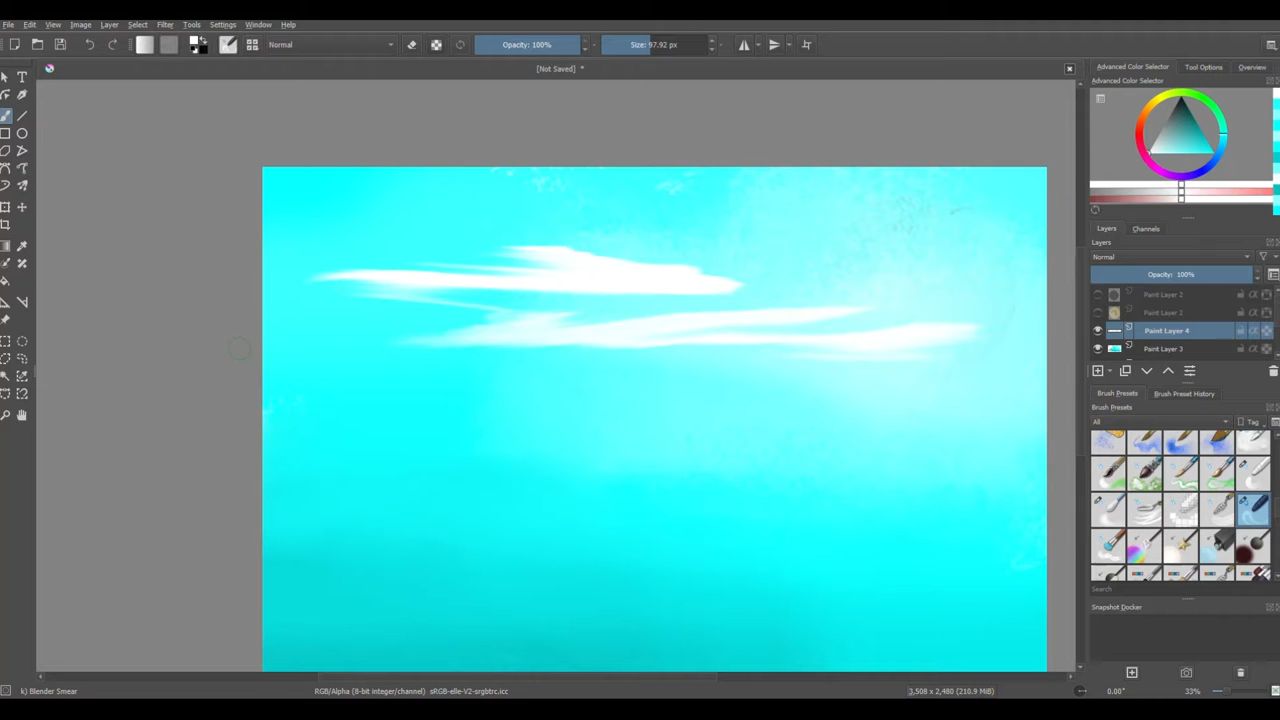 File Edit View Image Layer Select Filter Tools Settings Window Help
Normal Opacity: 100% Size: 97.92 px
[Not Saved] *
Advanced Color Selector Tool Options Overview
Advanced Color Selector
Layers Channels
Layers
Normal
Opacity: 100%
Paint Layer 2
Paint Layer 2
Paint Layer 4
Paint Layer 3
Brush Presets Brush Preset History
Brush Presets
All Tag
Search
Snapshot Docker
k) Blender Smear RGB/Alpha (8-bit integer/channel) sRGB-elle-V2-srgbtrc.icc 3,508 x 2,480 (210.9 MiB) 0.00° 33%